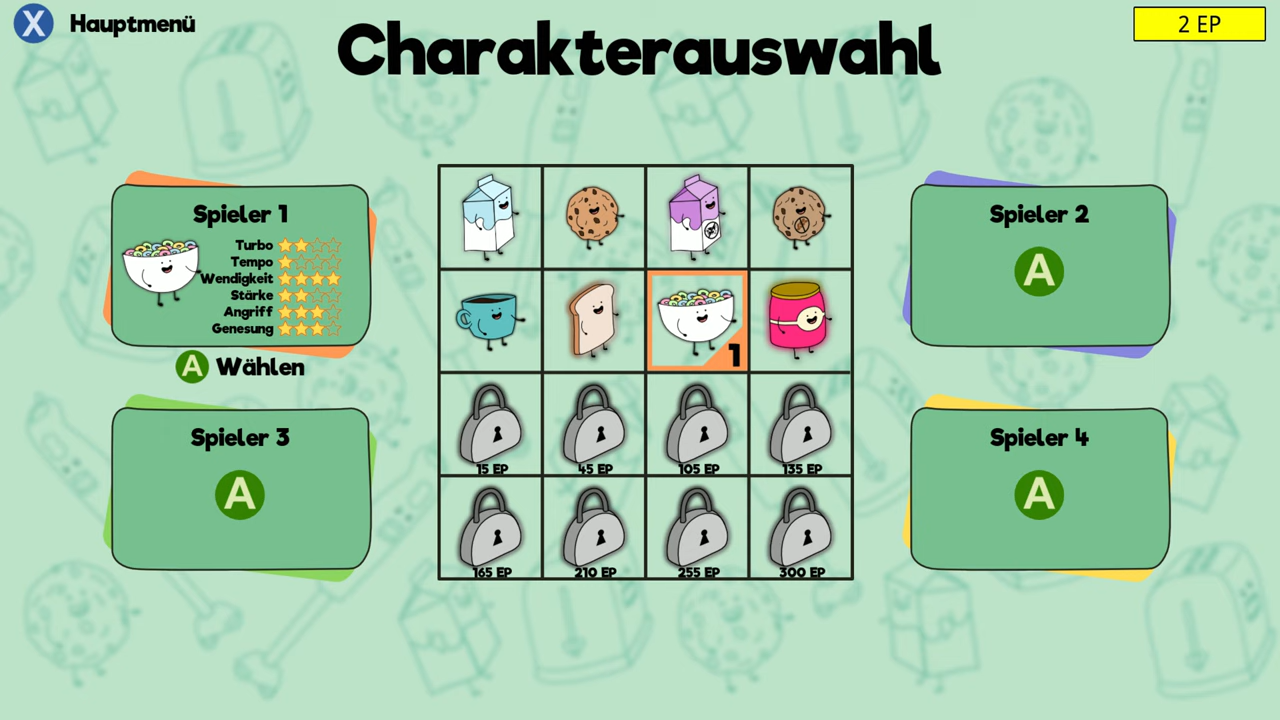 X Hauptmenü
Charakterauswahl
2 EP
Spieler 1
Turbo
Tempo
Wendigkeit
Stärke
Angriff
Genesung
A Wählen
Spieler 2
A
Spieler 3
A
Spieler 4
A
1
15 EP
45 EP
105 EP
135 EP
165 EP
210 EP
255 EP
300 EP